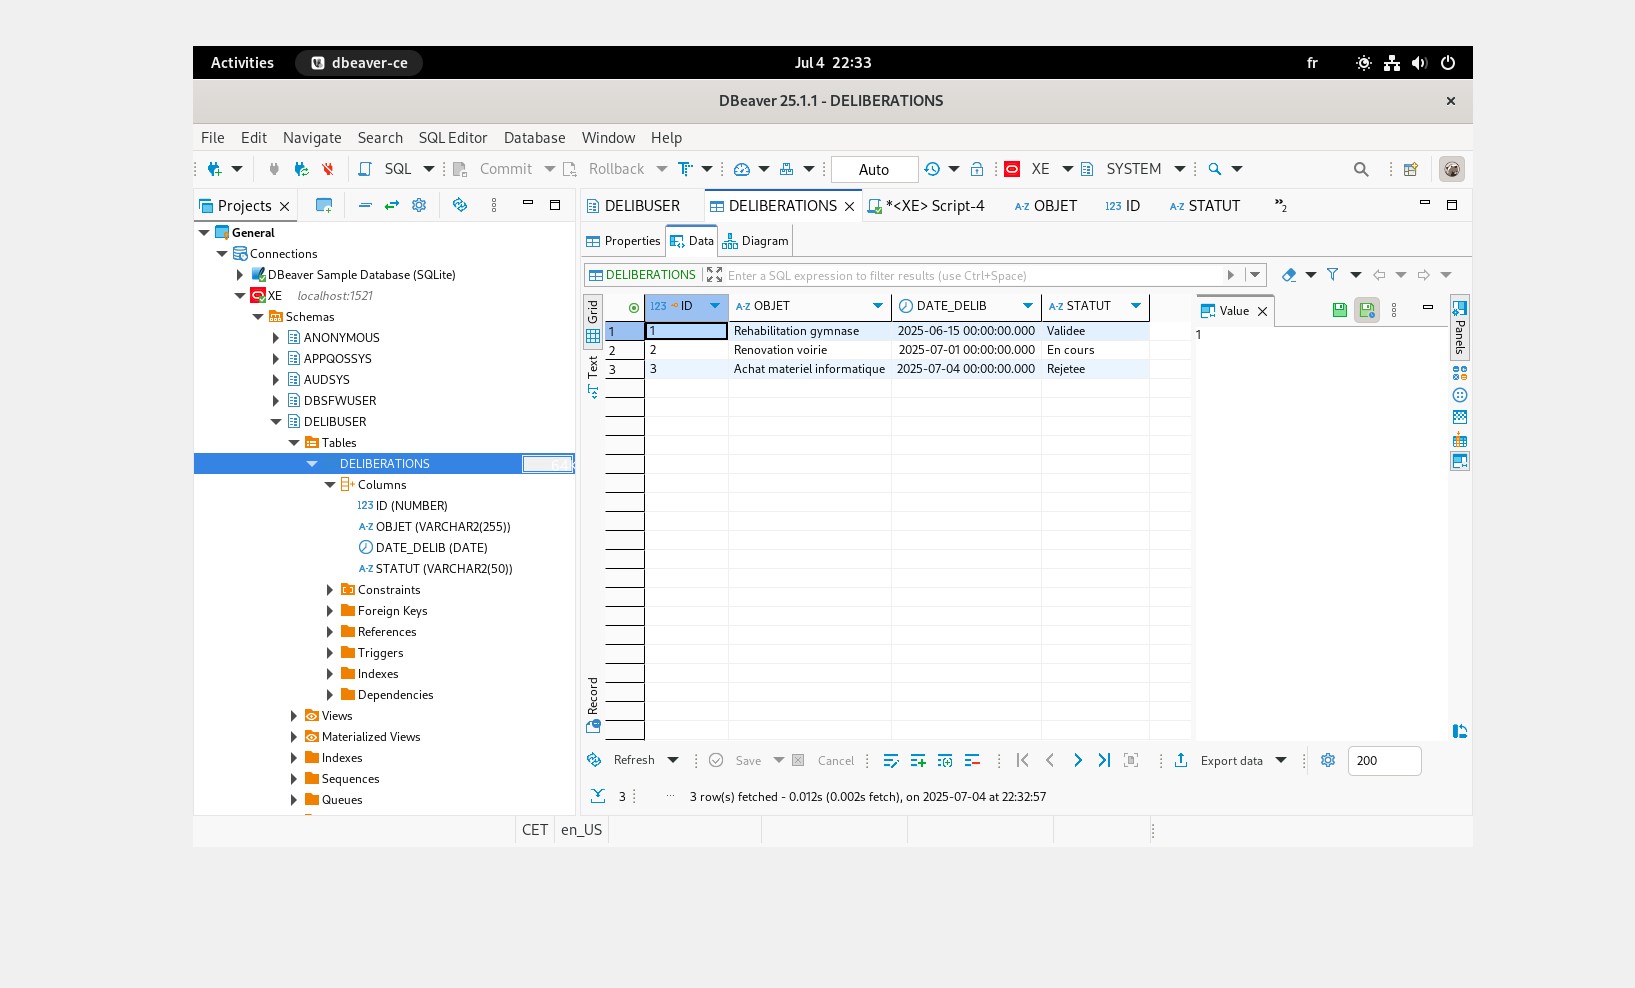 Activities dbeaver-ce Jul 4 22:33 fr
DBeaver 25.1.1 - DELIBERATIONS
File Edit Navigate Search SQL Editor Database Window Help
SQL Commit Rollback Auto XE SYSTEM
Projects
DELIBUSER DELIBERATIONS *<XE> Script-4 OBJET 123 ID STATUT »2
General
Connections
DBeaver Sample Database (SQLite)
XE localhost:1521
Schemas
ANONYMOUS
APPQOSSYS
AUDSYS
DBSFWUSER
DELIBUSER
Tables
DELIBERATIONS
Columns
123 ID (NUMBER)
A-Z OBJET (VARCHAR2(255))
DATE_DELIB (DATE)
A-Z STATUT (VARCHAR2(50))
Constraints
Foreign Keys
References
Triggers
Indexes
Dependencies
Views
Materialized Views
Indexes
Sequences
Queues
Properties Data Diagram
DELIBERATIONS Enter a SQL expression to filter results (use Ctrl+Space)
Grid
Text
Record
123 ID A-Z OBJET DATE_DELIB A-Z STATUT
1 1 Rehabilitation gymnase 2025-06-15 00:00:00.000 Validee
2 2 Renovation voirie 2025-07-01 00:00:00.000 En cours
3 3 Achat materiel informatique 2025-07-04 00:00:00.000 Rejetee
Value
1
Panels
Refresh Save Cancel Export data 200
3 ... 3 row(s) fetched - 0.012s (0.002s fetch), on 2025-07-04 at 22:32:57
CET en_US